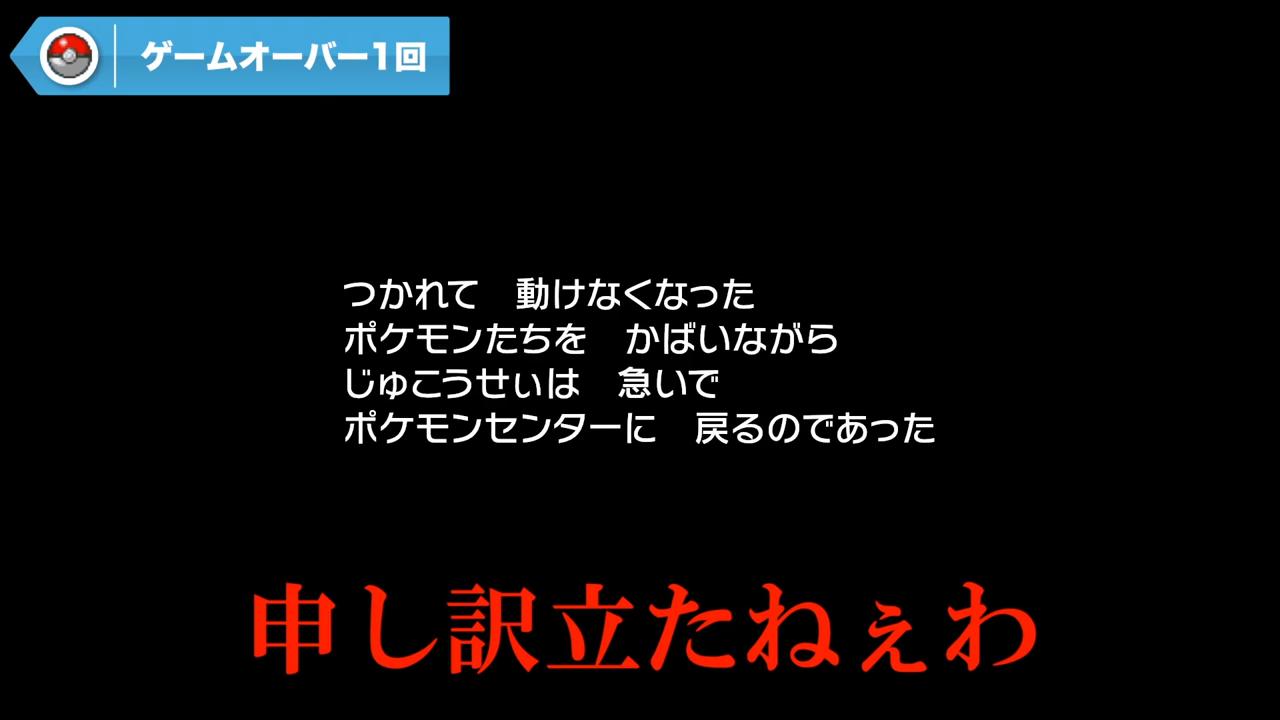 ゲームオーバー1回
つかれて　動けなくなった
ポケモンたちを　かばいながら
じゅこうせぃは　急いで
ポケモンセンターに　戻るのであった
申し訳立たねぇわ